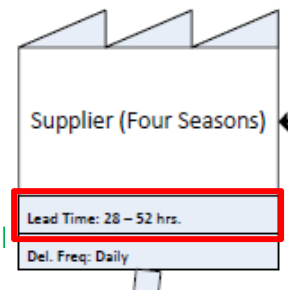 Supplier (Four Seasons)
Lead Time: 28 – 52 hrs.
Del. Freq: Daily